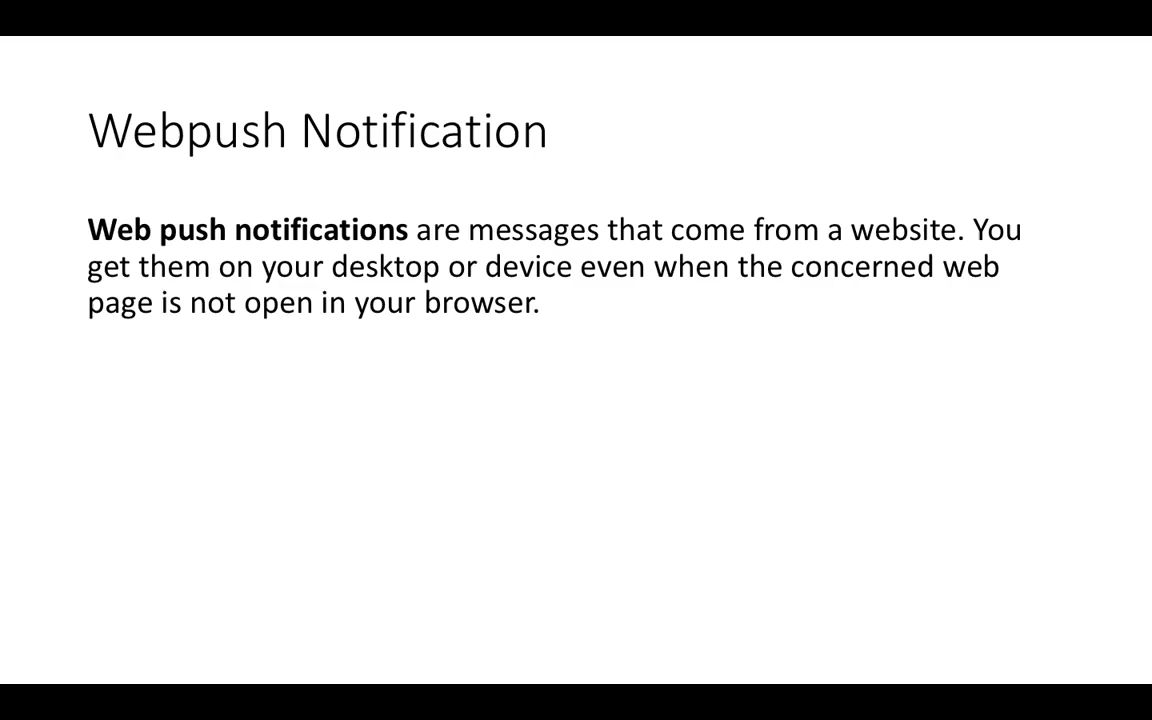 Webpush Notification
Web push notifications are messages that come from a website. You
get them on your desktop or device even when the concerned web
page is not open in your browser.